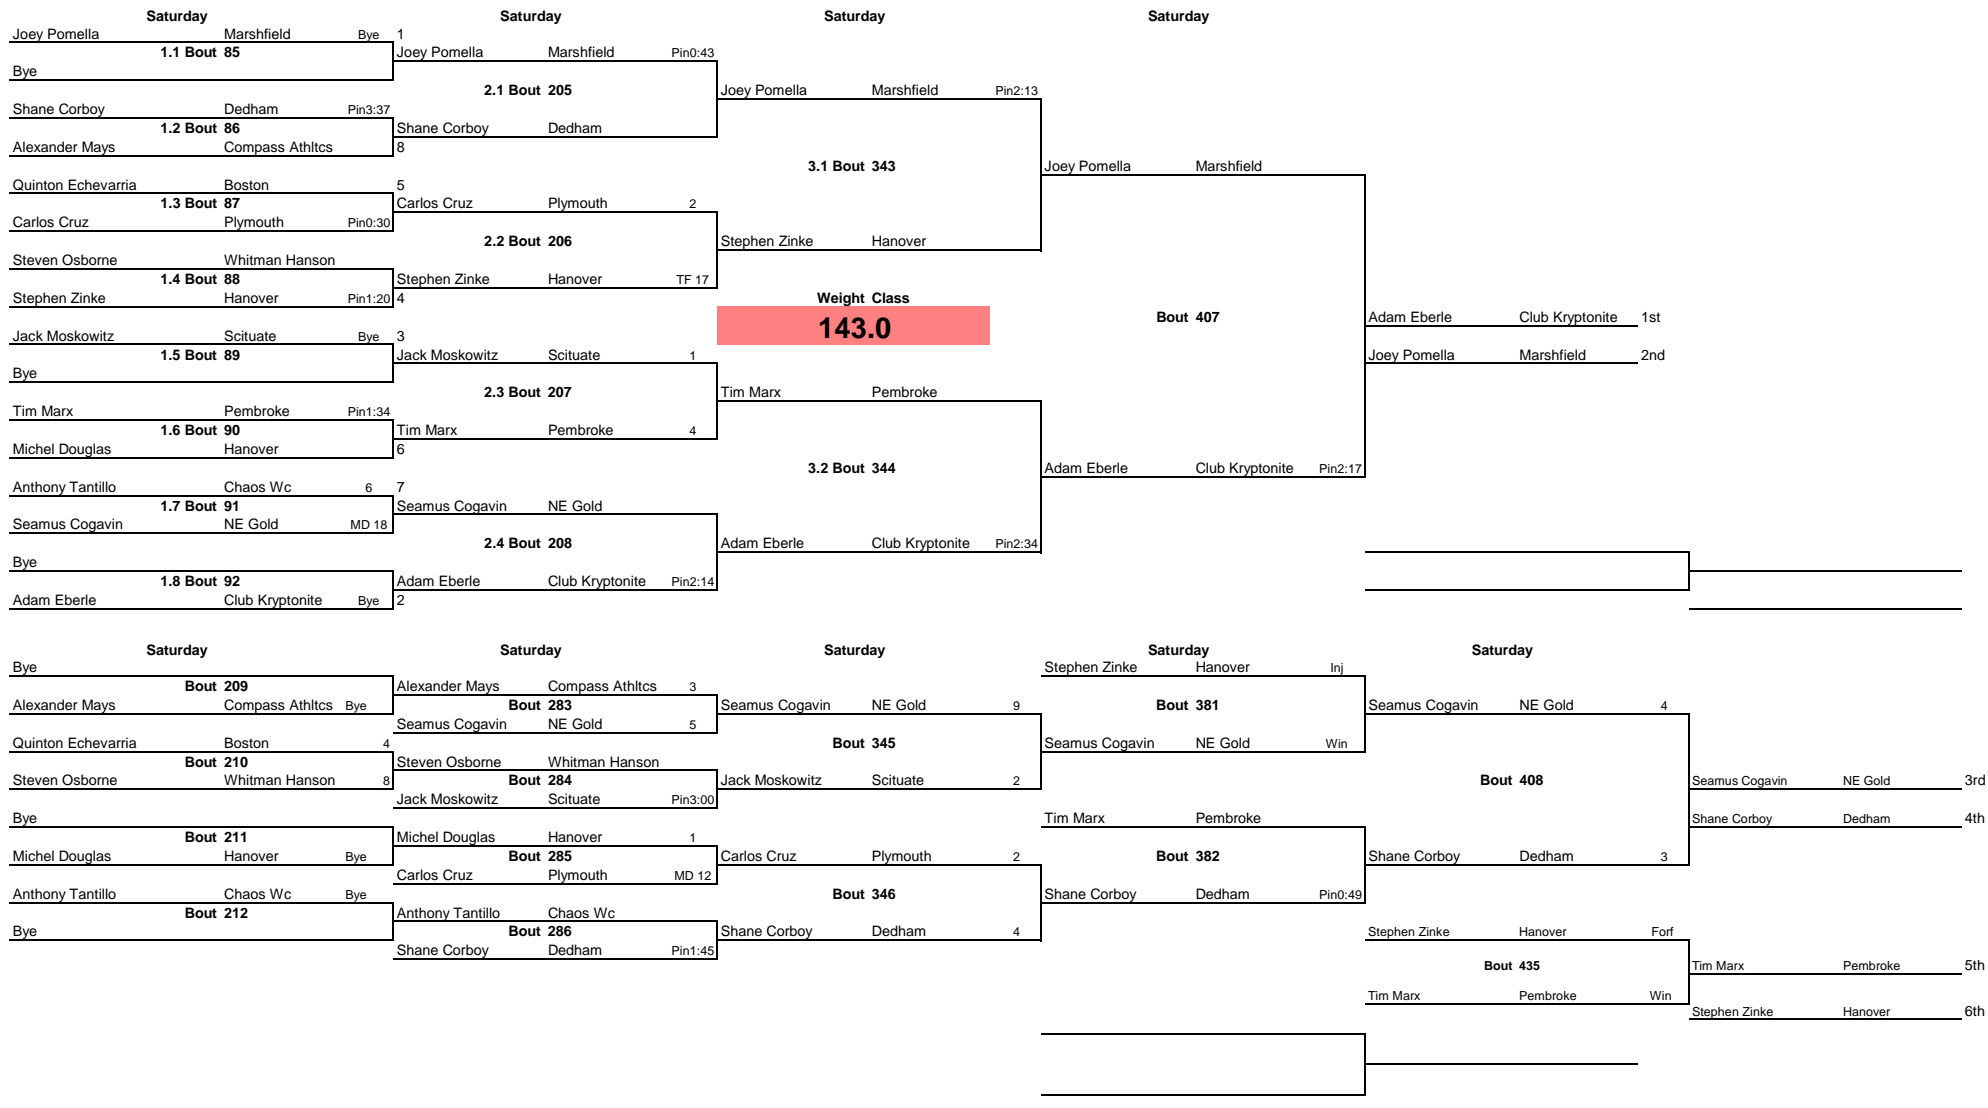 Saturday Saturday Saturday Saturday
Joey Pomella Marshfield Bye 1
1.1 Bout 85 Joey Pomella Marshfield Pin0:43
Bye
2.1 Bout 205 Joey Pomella Marshfield Pin2:13
Shane Corboy Dedham Pin3:37
1.2 Bout 86 Shane Corboy Dedham
Alexander Mays Compass Athltcs 8
3.1 Bout 343 Joey Pomella Marshfield
Quinton Echevarria Boston 5
1.3 Bout 87 Carlos Cruz Plymouth 2
Carlos Cruz Plymouth Pin0:30
2.2 Bout 206 Stephen Zinke Hanover
Steven Osborne Whitman Hanson
1.4 Bout 88 Stephen Zinke Hanover TF 17
Stephen Zinke Hanover Pin1:20 4 Weight Class
143.0 Bout 407 Adam Eberle Club Kryptonite 1st
Jack Moskowitz Scituate Bye 3
1.5 Bout 89 Jack Moskowitz Scituate 1 Joey Pomella Marshfield 2nd
Bye
2.3 Bout 207 Tim Marx Pembroke
Tim Marx Pembroke Pin1:34
1.6 Bout 90 Tim Marx Pembroke 4
Michel Douglas Hanover 6
3.2 Bout 344 Adam Eberle Club Kryptonite Pin2:17
Anthony Tantillo Chaos Wc 6 7
1.7 Bout 91 Seamus Cogavin NE Gold
Seamus Cogavin NE Gold MD 18
2.4 Bout 208 Adam Eberle Club Kryptonite Pin2:34
Bye
1.8 Bout 92 Adam Eberle Club Kryptonite Pin2:14
Adam Eberle Club Kryptonite Bye 2
Saturday Saturday Saturday Saturday Saturday
Bye Stephen Zinke Hanover Inj
Bout 209 Alexander Mays Compass Athltcs 3
Alexander Mays Compass Athltcs Bye Bout 283 Seamus Cogavin NE Gold 9 Bout 381 Seamus Cogavin NE Gold 4
Seamus Cogavin NE Gold 5
Quinton Echevarria Boston 4 Bout 345 Seamus Cogavin NE Gold Win
Bout 210 Steven Osborne Whitman Hanson
Steven Osborne Whitman Hanson 8 Bout 284 Jack Moskowitz Scituate 2 Bout 408 Seamus Cogavin NE Gold 3rd
Jack Moskowitz Scituate Pin3:00
Bye Tim Marx Pembroke Shane Corboy Dedham 4th
Bout 211 Michel Douglas Hanover 1
Michel Douglas Hanover Bye Bout 285 Carlos Cruz Plymouth 2 Bout 382 Shane Corboy Dedham 3
Carlos Cruz Plymouth MD 12
Anthony Tantillo Chaos Wc Bye Bout 346 Shane Corboy Dedham Pin0:49
Bout 212 Anthony Tantillo Chaos Wc
Bye Bout 286 Shane Corboy Dedham 4 Stephen Zinke Hanover Forf
Shane Corboy Dedham Pin1:45
Bout 435 Tim Marx Pembroke 5th
Tim Marx Pembroke Win
Stephen Zinke Hanover 6th